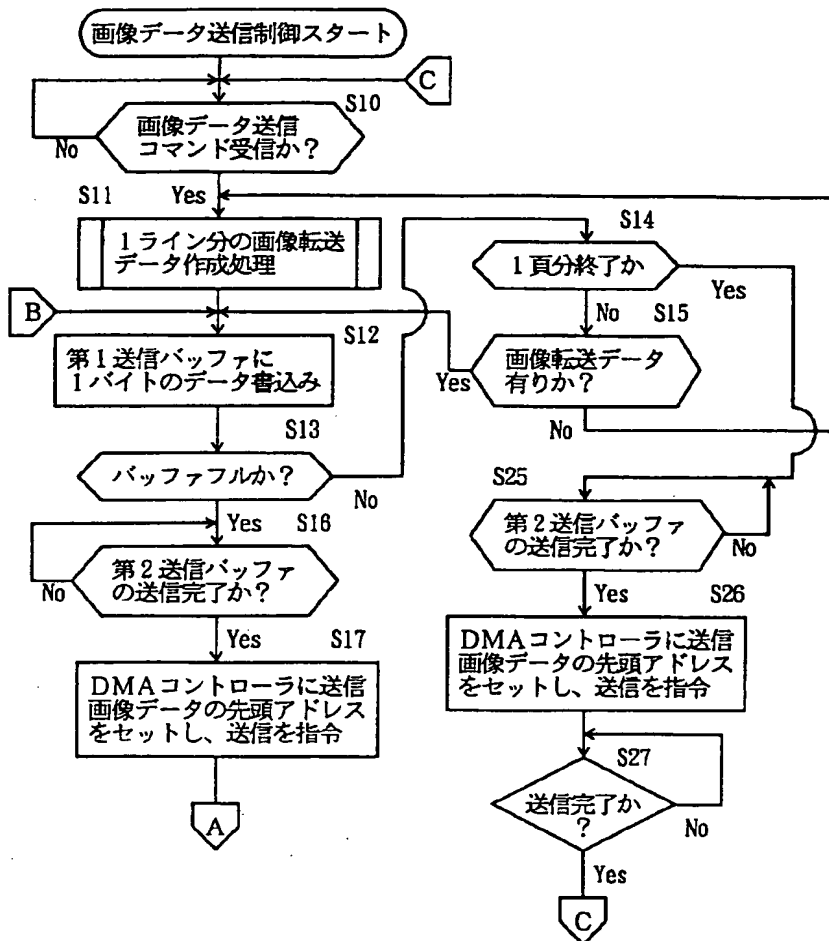 画像データ送信制御スタート
C
S10
画像データ送信
コマンド受信か？
No
Yes
S11
１ライン分の画像転送
データ作成処理
B
S12
第１送信バッファに
１バイトのデータ書込み
S13
バッファフルか？
No
Yes
S14
１頁分終了か
Yes
No
S15
画像転送データ
有りか？
Yes
No
S16
第２送信バッファ
の送信完了か？
No
Yes
S17
DMAコントローラに送信
画像データの先頭アドレス
をセットし、送信を指令
A
S25
第２送信バッファ
の送信完了か？
No
Yes
S26
DMAコントローラに送信
画像データの先頭アドレス
をセットし、送信を指令
S27
送信完了か
？
No
Yes
C